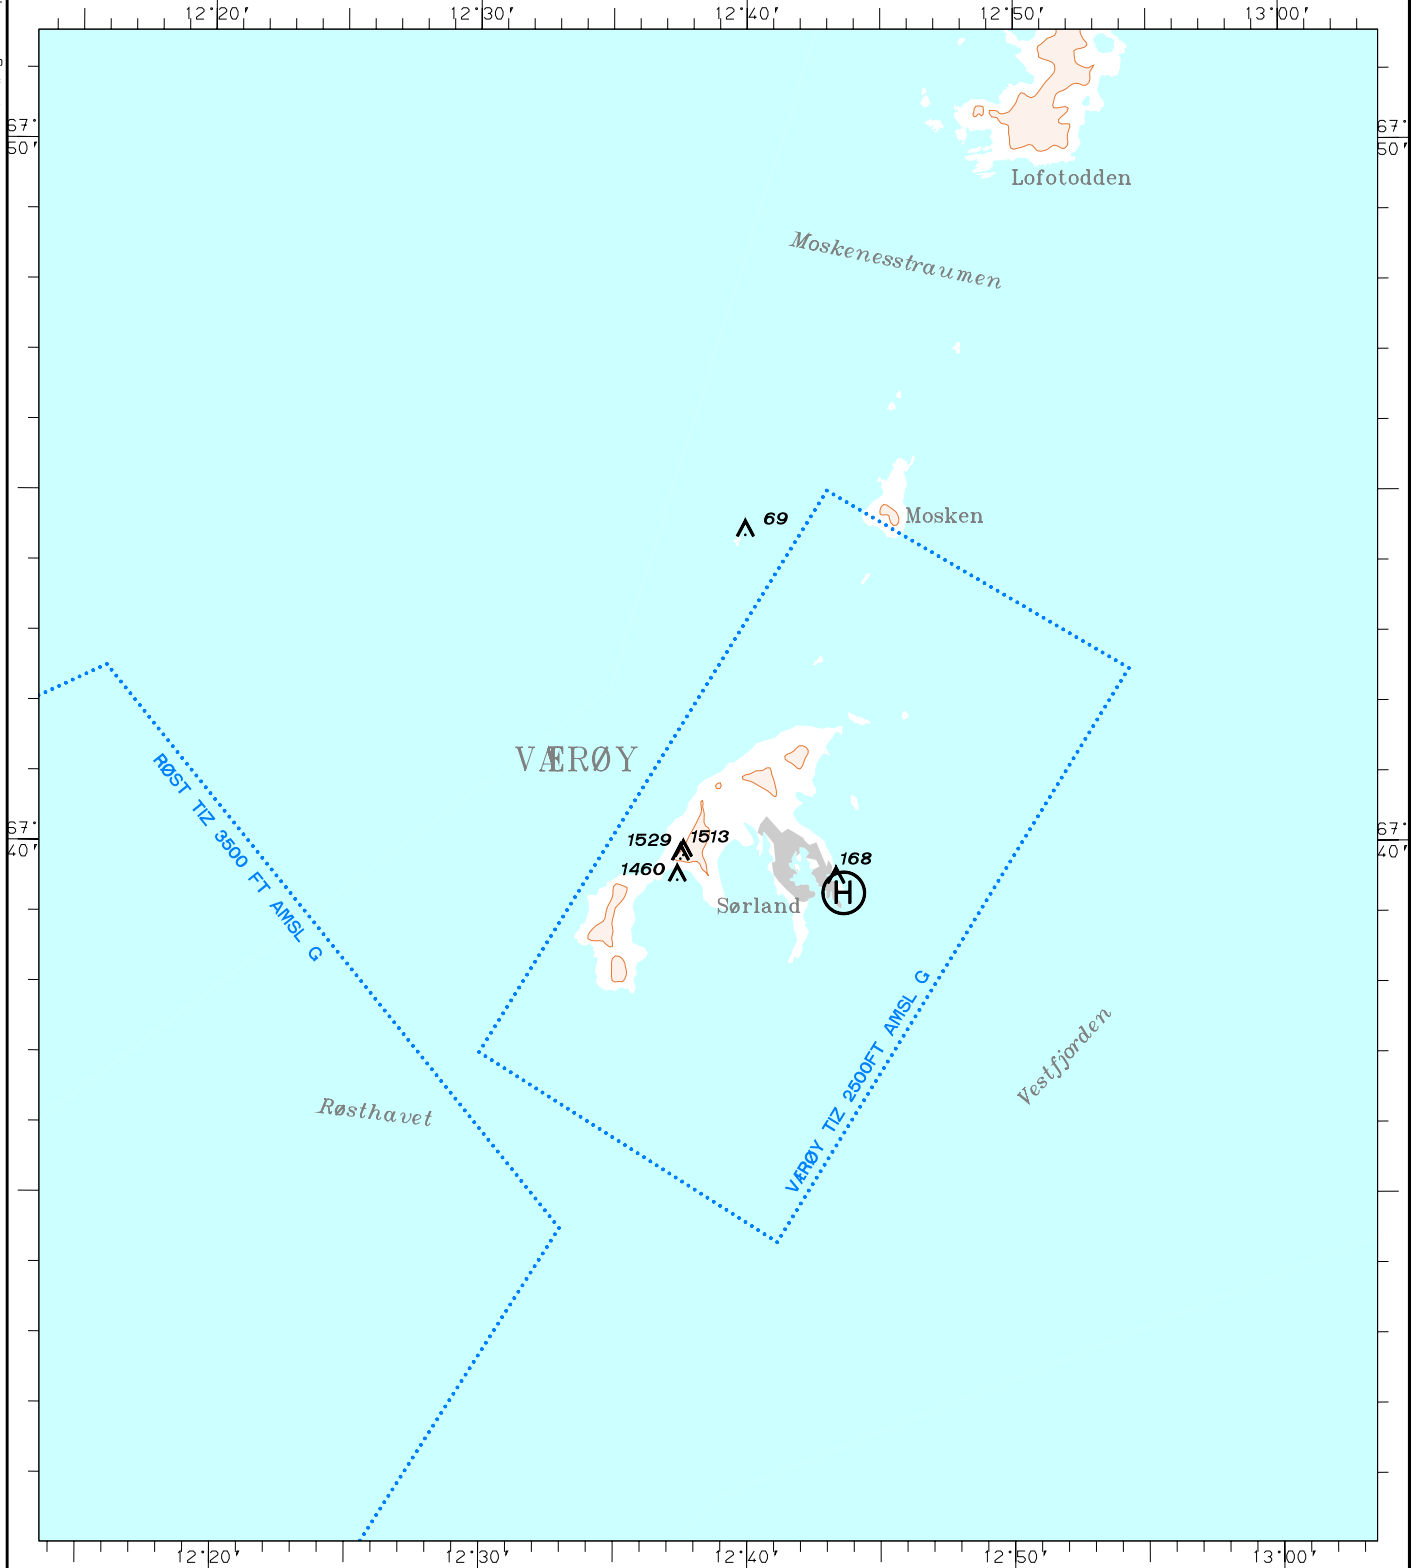 12°20' 12°30' 12°40' 12°50' 13°00'
67°
50'
67°
50'
Lofotodden
Moskenesstraumen
69
Mosken
VÆRØY
RØST TIZ 3500 FT AMSL G
67°
40'
67°
40'
1529
1513
1460
168
H
Sørland
VÆRØY TIZ 2500FT AMSL G
Vestfjorden
Røsthavet
12°20' 12°30' 12°40' 12°50' 13°00'